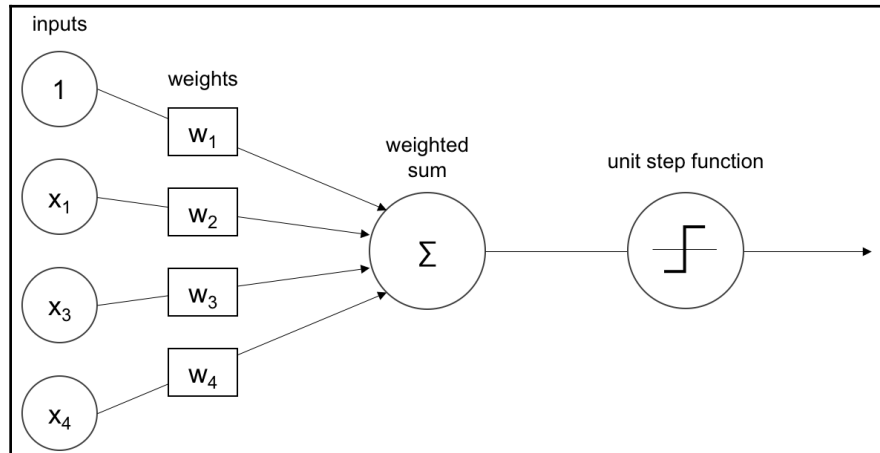 inputs
1
weights
w₁
weighted
sum
unit step function
x₁
w₂
Σ
x₃
w₃
w₄
x₄